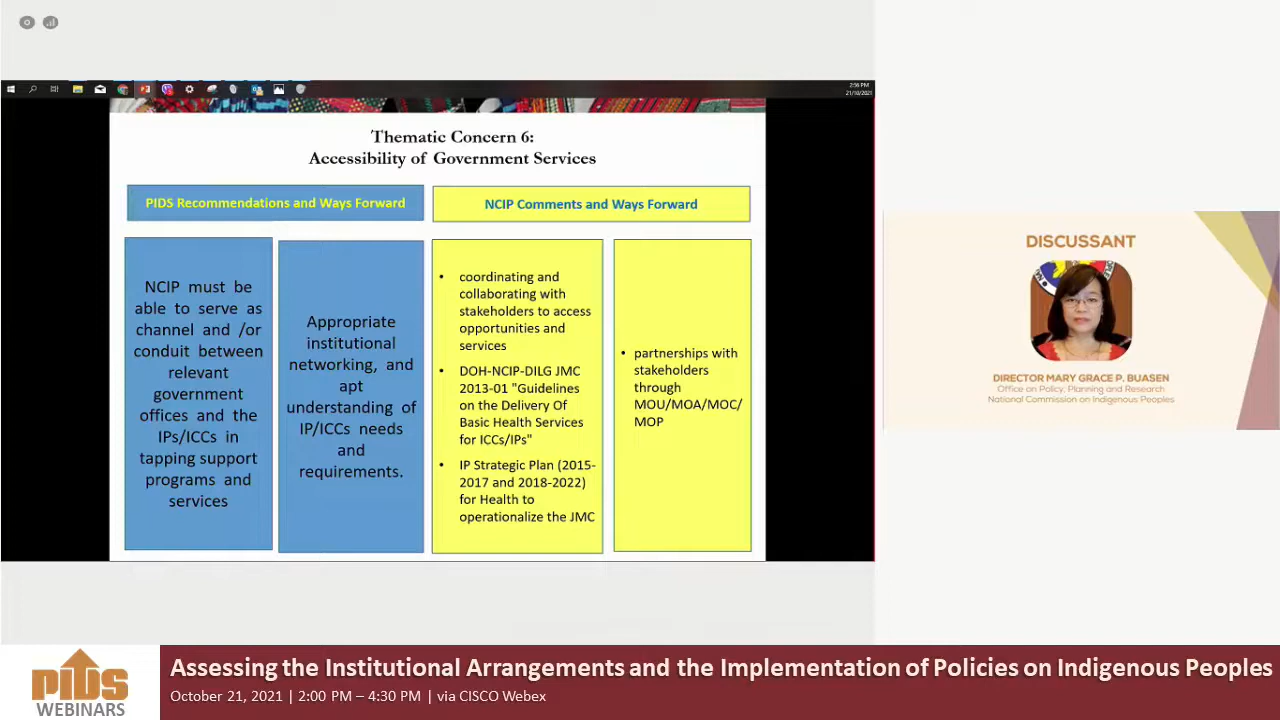 2:56 PM
21/10/2021
Thematic Concern 6:
Accessibility of Government Services
PIDS Recommendations and Ways Forward
NCIP Comments and Ways Forward
NCIP must be
able to serve as
channel and /or
conduit between
relevant
government
offices and the
IPs/ICCs in
tapping support
programs and
services
Appropriate
institutional
networking, and
apt
understanding of
IP/ICCs needs
and
requirements.
• coordinating and
collaborating with
stakeholders to access
opportunities and
services
• DOH-NCIP-DILG JMC
2013-01 "Guidelines
on the Delivery Of
Basic Health Services
for ICCs/IPs"
• IP Strategic Plan (2015-
2017 and 2018-2022)
for Health to
operationalize the JMC
• partnerships with
stakeholders
through
MOU/MOA/MOC/
MOP
DISCUSSANT
DIRECTOR MARY GRACE P. BUASEN
Office on Policy, Planning and Research
National Commission on Indigenous Peoples
PIDS
WEBINARS
Assessing the Institutional Arrangements and the Implementation of Policies on Indigenous Peoples
October 21, 2021 | 2:00 PM – 4:30 PM | via CISCO Webex